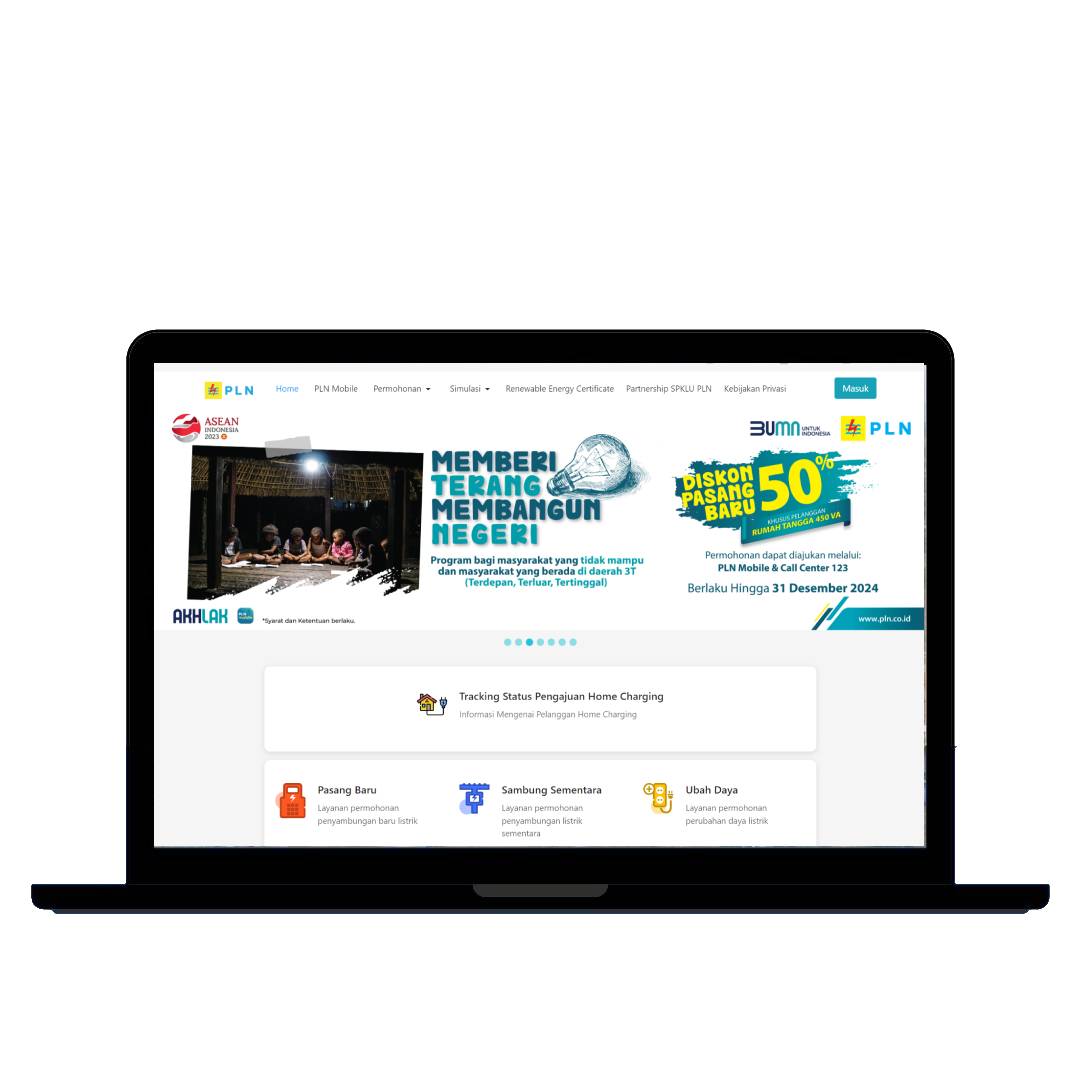 PLN Home PLN Mobile Permohonan Simulasi Renewable Energy Certificate Partnership SPKLU PLN Kebijakan Privasi Masuk
ASEAN
INDONESIA
2023
BUMN UNTUK
INDONESIA
PLN
MEMBERI
TERANG
MEMBANGUN
NEGERI
Program bagi masyarakat yang tidak mampu
dan masyarakat yang berada di daerah 3T
(Terdepan, Terluar, Tertinggal)
DISKON
PASANG
BARU
50%
KHUSUS PELANGGAN
RUMAH TANGGA 450 VA
Permohonan dapat diajukan melalui:
PLN Mobile & Call Center 123
Berlaku Hingga 31 Desember 2024
AKHLAK
*Syarat dan Ketentuan berlaku.
www.pln.co.id
Tracking Status Pengajuan Home Charging
Informasi Mengenai Pelanggan Home Charging
Pasang Baru
Layanan permohonan
penyambungan baru listrik
Sambung Sementara
Layanan permohonan
penyambungan listrik
sementara
Ubah Daya
Layanan permohonan
perubahan daya listrik